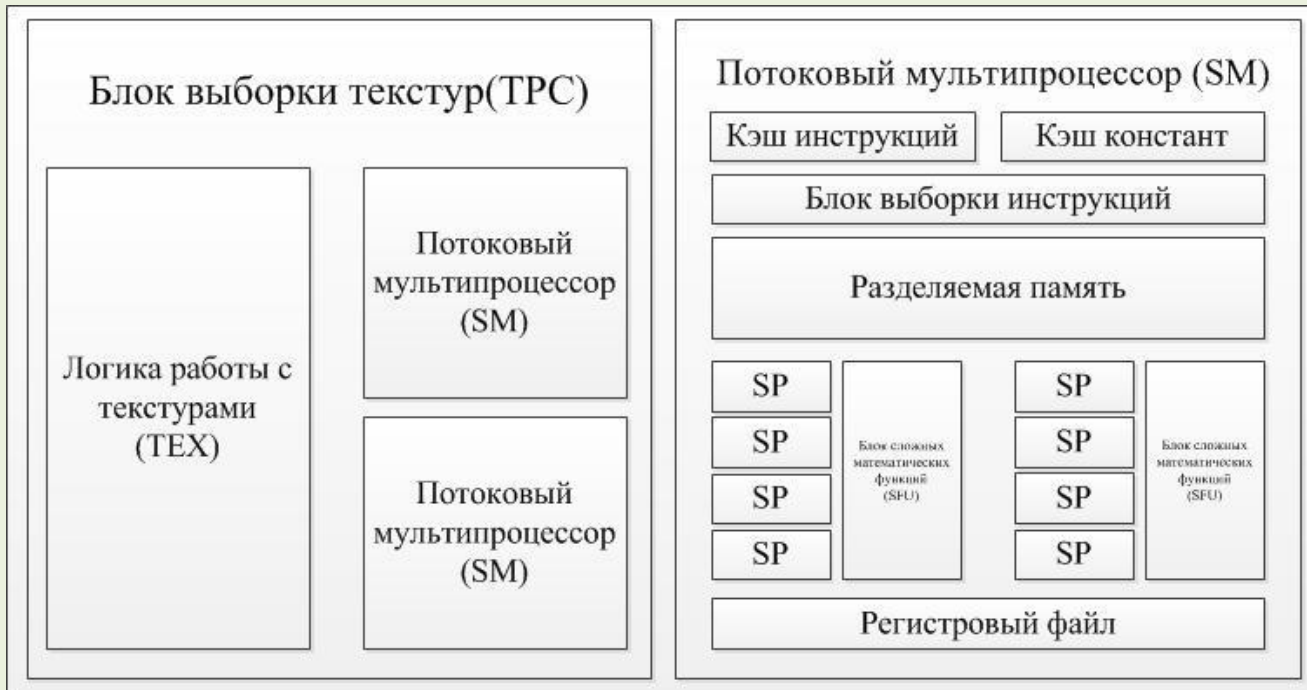 Блок выборки текстур(TPC)
Логика работы с
текстурами
(TEX)
Потоковый
мультипроцессор
(SM)
Потоковый
мультипроцессор
(SM)
Потоковый мультипроцессор (SM)
Кэш инструкций
Кэш констант
Блок выборки инструкций
Разделяемая память
SP
SP
SP
SP
Блок сложных
математических
функций
(SFU)
SP
SP
SP
SP
Блок сложных
математических
функций
(SFU)
Регистровый файл